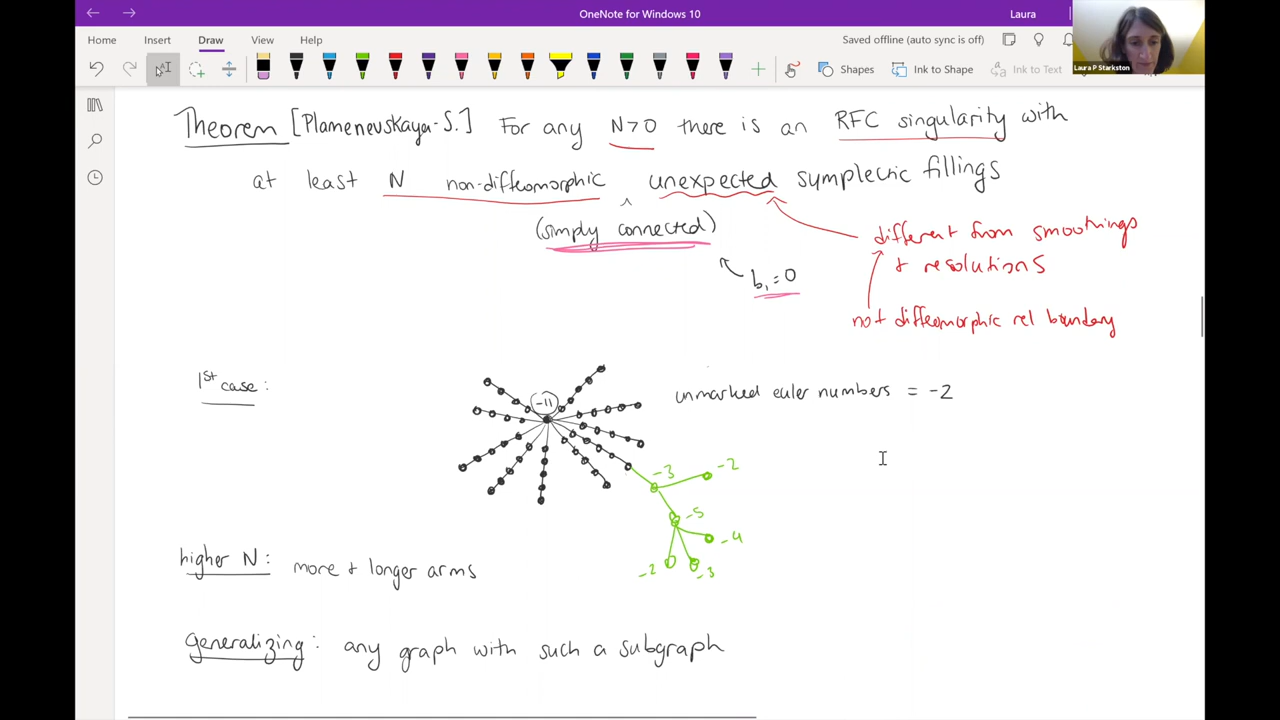 OneNote for Windows 10
Laura
Home
Insert
Draw
View
Help
Saved offline (auto sync is off)
Shapes
Ink to Shape
Ink to Text
Laura P Starkston
Theorem [Plamenevskaya-S.] For any N>0 there is an RFC singularity with
at least N non-diffeomorphic ^ unexpected symplectic fillings
(simply connected)
b₁=0
different from smoothings
+ resolutions
not diffeomorphic rel boundary
1st case:
-11
unmarked euler numbers = -2
-3
-2
-5
-4
-2
-3
higher N: more + longer arms
generalizing: any graph with such a subgraph